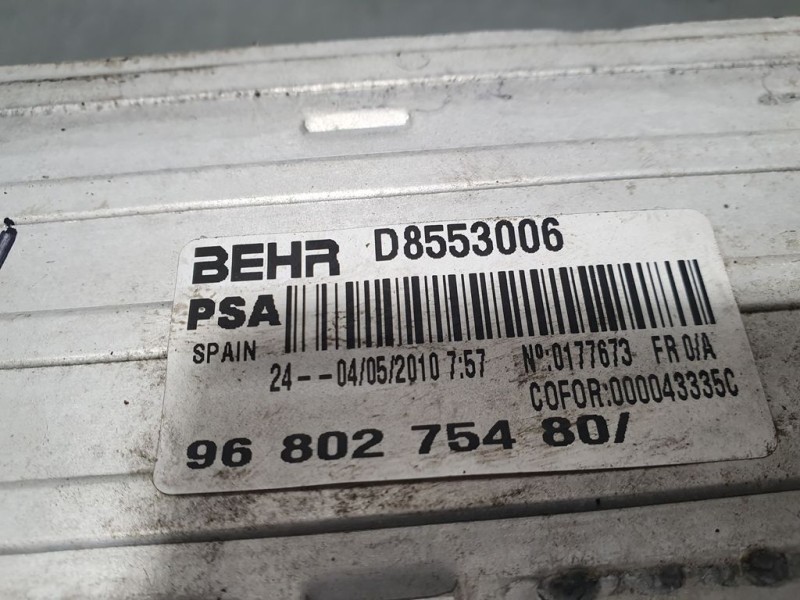 BEHR D8553006
PSA
SPAIN 24--04/05/2010 7:57 Nº:0177673 FR 0/A
COFOR:000043335C
96 802 754 80/